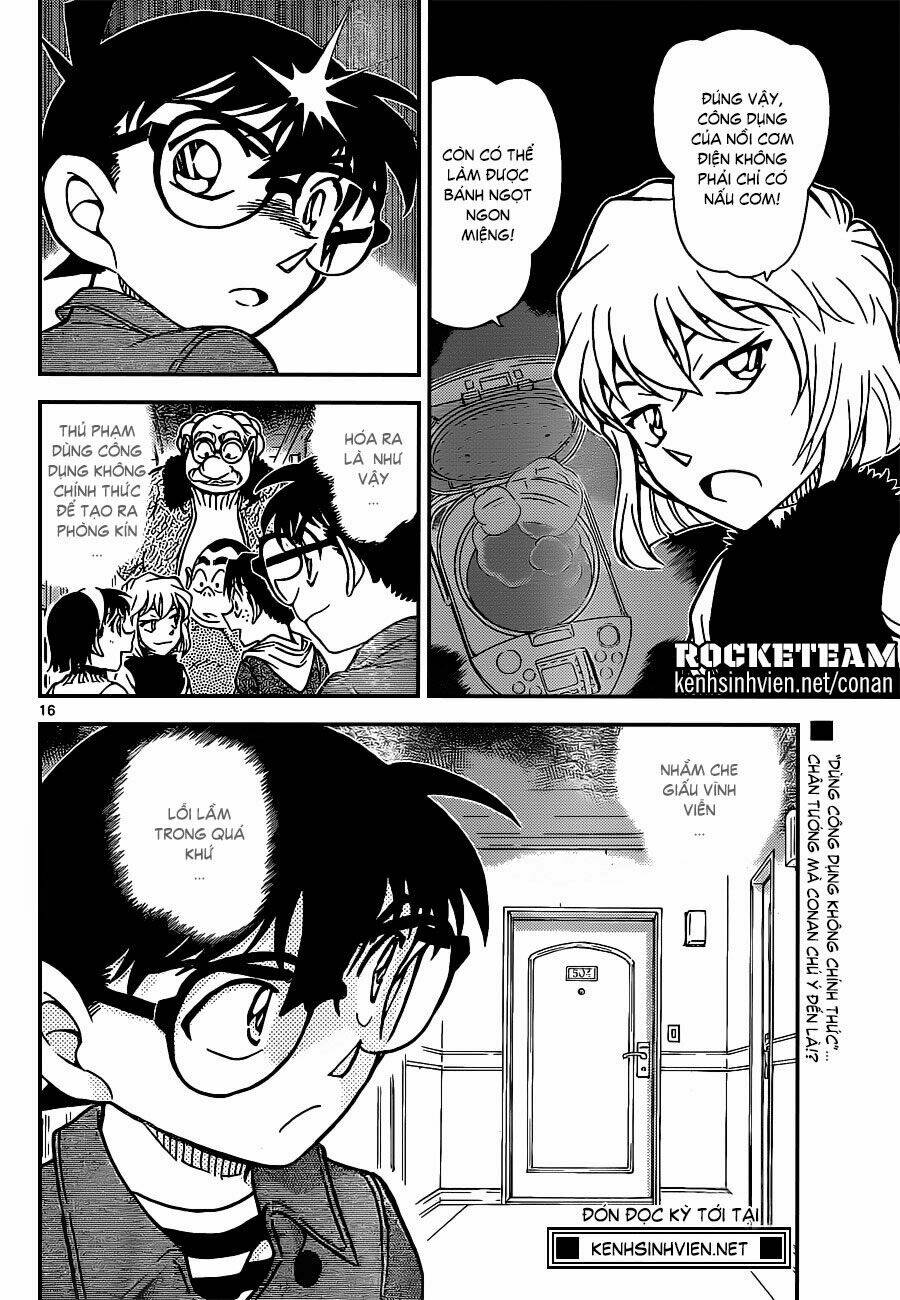 ĐÚNG VẬY,
CÔNG DỤNG
CỦA NỒI CƠM
ĐIỆN KHÔNG
PHẢI CHỈ CÓ
NẤU CƠM!
CÒN CÓ THỂ
LÀM ĐƯỢC
BÁNH NGỌT
NGON
MIỆNG!
ROCKETEAM
kenhsinhvien.net/conan
THỦ PHẠM
DÙNG CÔNG
DỤNG KHÔNG
CHÍNH THỨC
ĐỂ TẠO RA
PHÒNG KÍN
...
HÓA RA
LÀ NHƯ
VẬY
...
16
LỖI LẦM
TRONG QUÁ
KHỨ
...
NHẰM CHE
GIẤU VĨNH
VIỄN
...
"DÙNG CÔNG DỤNG KHÔNG CHÍNH THỨC"...
CHÂN TƯỚNG MÀ CONAN CHÚ Ý ĐẾN LÀ!?
ĐÓN ĐỌC KỲ TỚI TẠI
KENHSINHVIEN.NET